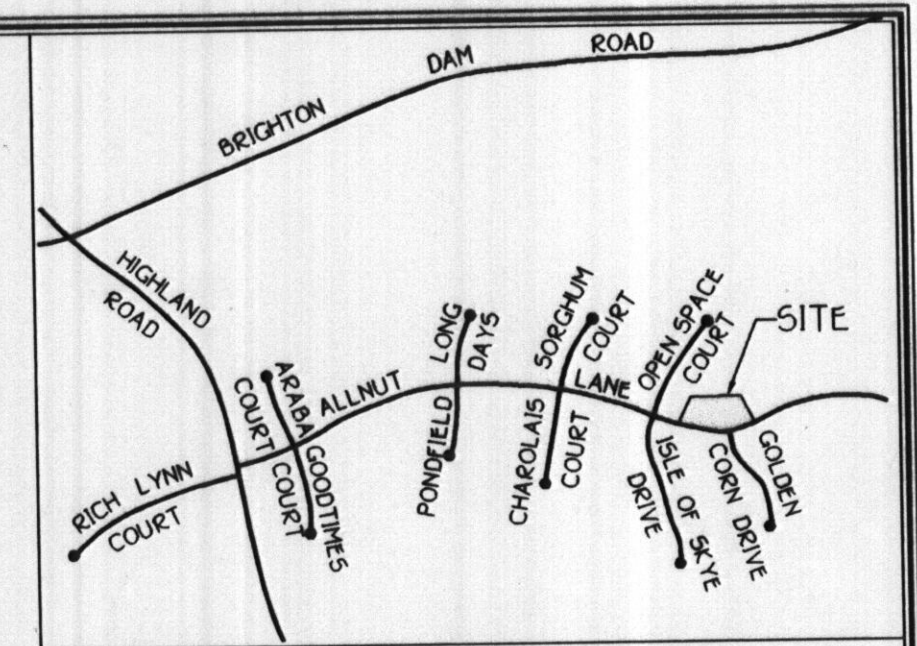 BRIGHTON DAM ROAD
HIGHLAND
ROAD
RICH LYNN
COURT
ARABA
COURT
GOODTIMES
COURT
ALLNUT LANE
LONG
DAYS
PONDFIELD
SORGHUM
COURT
CHAROLAIS
COURT
OPEN SPACE
COURT
SITE
ISLE OF SKYE
DRIVE
GOLDEN
CORN DRIVE